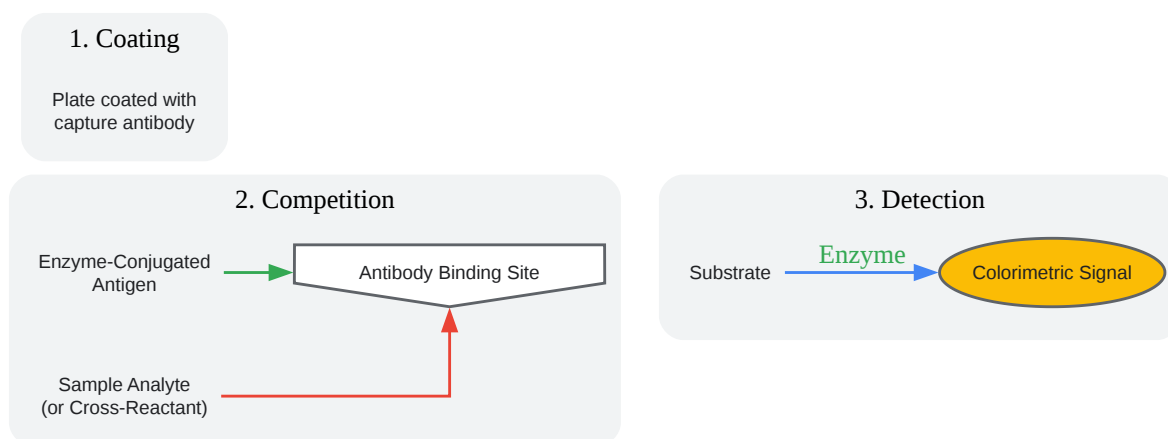 1. Coating
Plate coated with
capture antibody
2. Competition
Enzyme-Conjugated
Antigen
Antibody Binding Site
Sample Analyte
(or Cross-Reactant)
3. Detection
Substrate
Enzyme
Colorimetric Signal